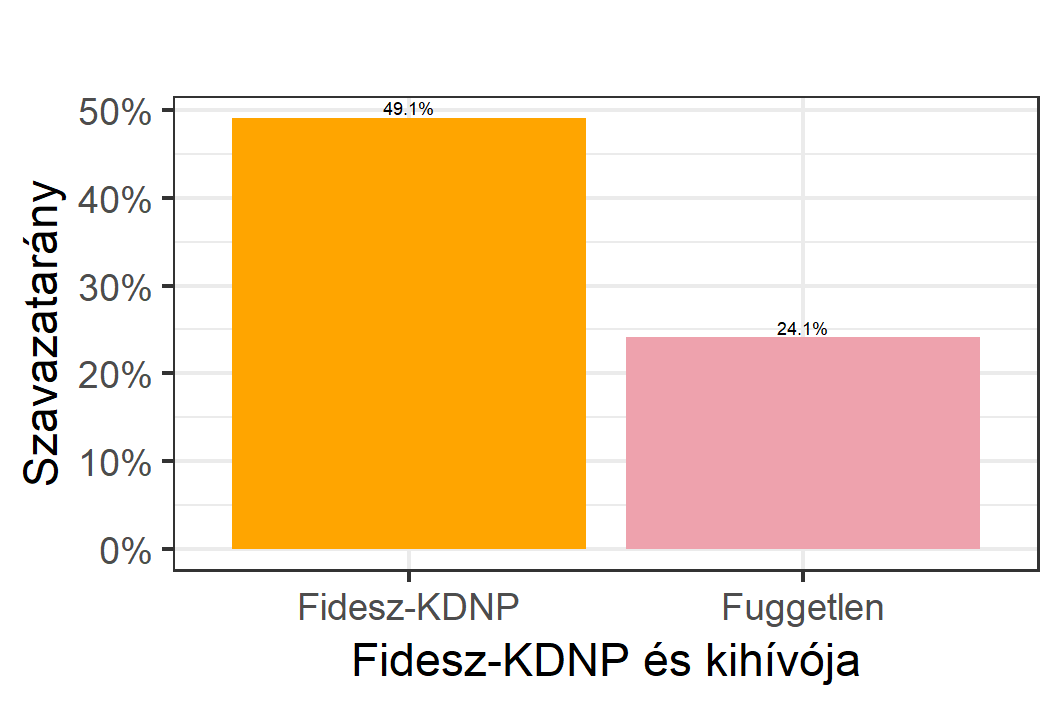 Szavazatarány
50%
40%
30%
20%
10%
0%
49.1%
24.1%
Fidesz-KDNP
Fuggetlen
Fidesz-KDNP és kihívója